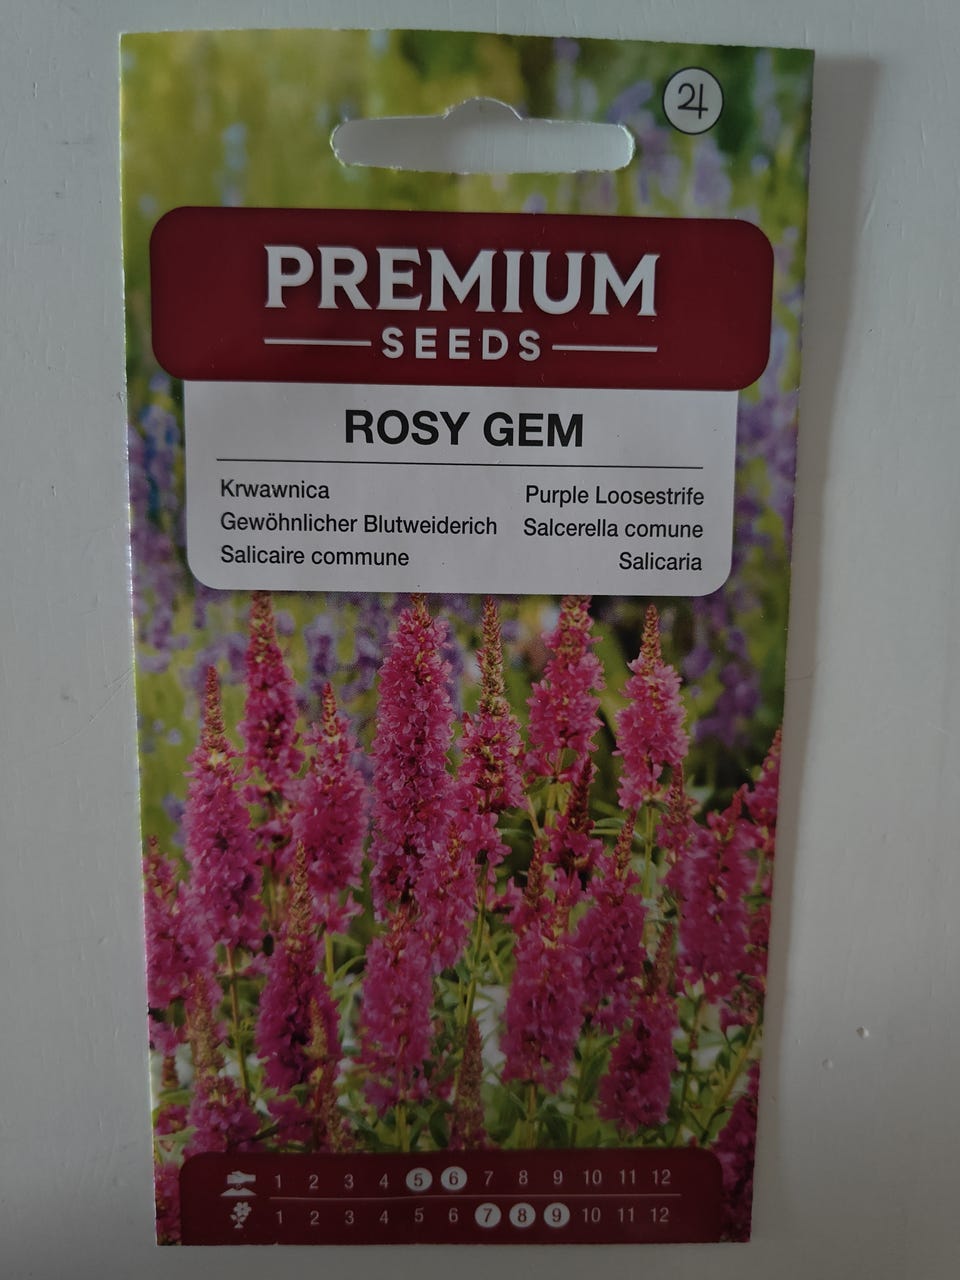 ♃
PREMIUM
SEEDS
ROSY GEM
Krwawnica
Gewöhnlicher Blutweiderich
Salicaire commune
Purple Loosestrife
Salcerella comune
Salicaria
1 2 3 4 5 6 7 8 9 10 11 12
1 2 3 4 5 6 7 8 9 10 11 12